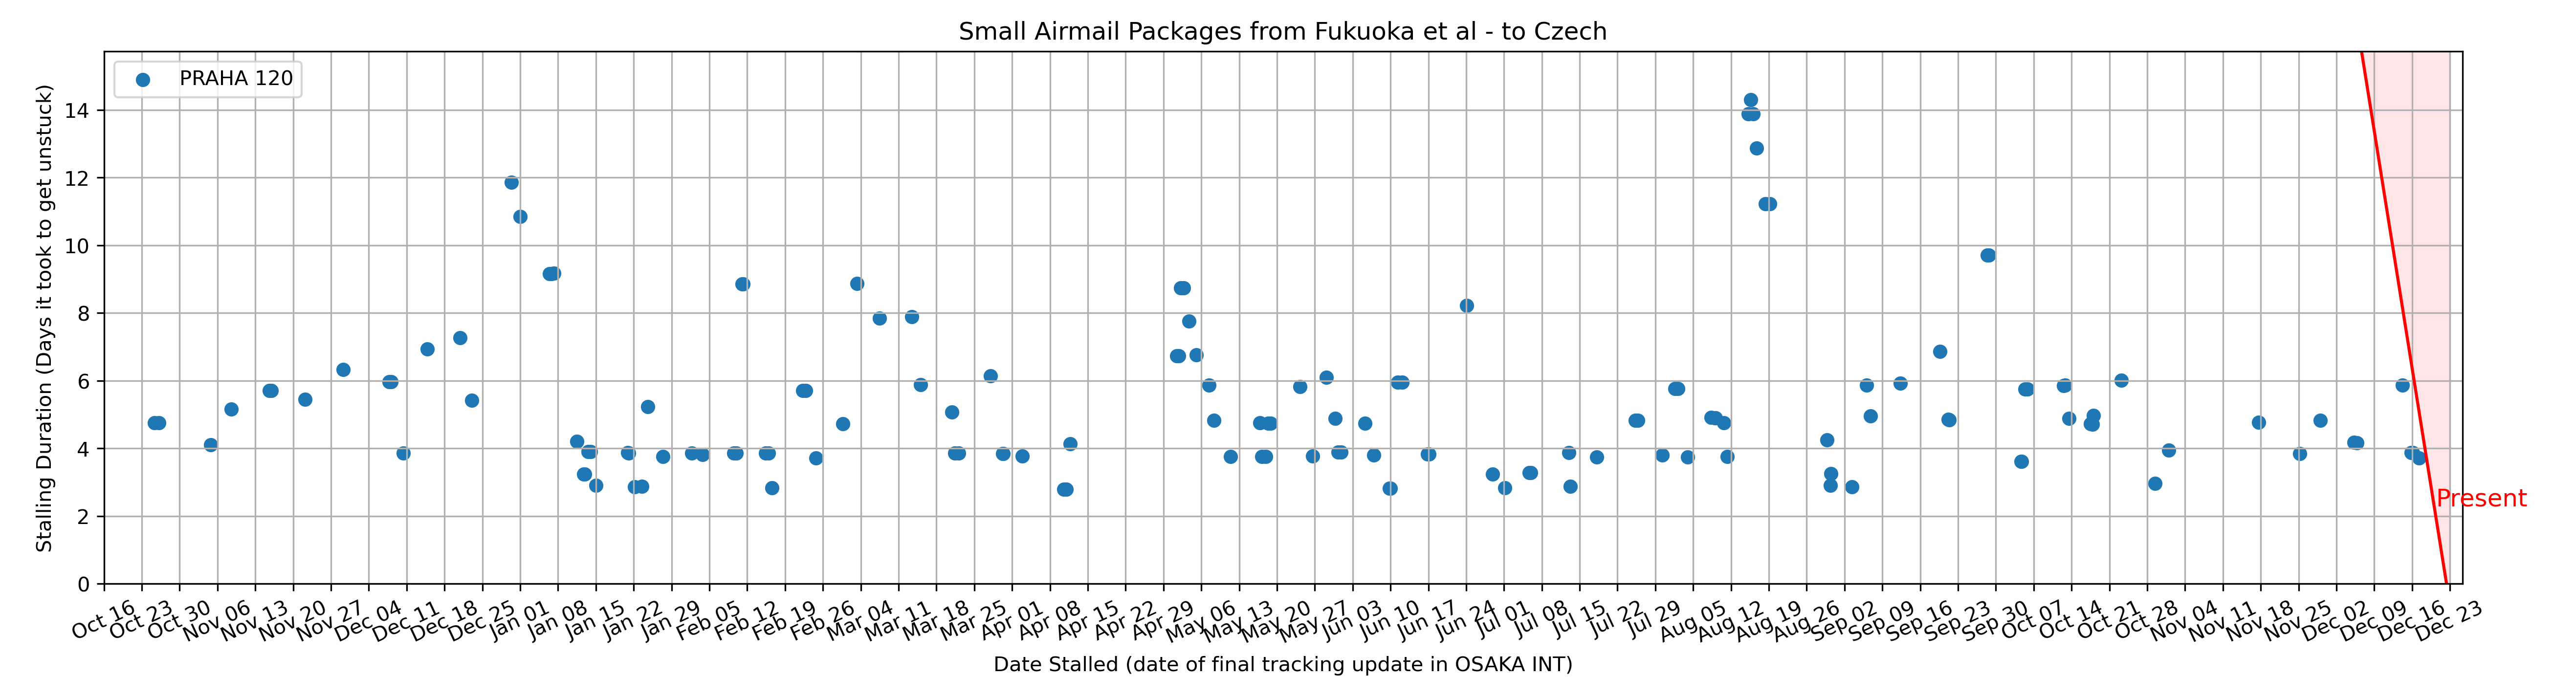 Small Airmail Packages from Fukuoka et al - to Czech
PRAHA 120
Stalling Duration (Days it took to get unstuck)
14
12
10
8
6
4
2
0
Present
Oct 16
Oct 23
Oct 30
Nov 06
Nov 13
Nov 20
Nov 27
Dec 04
Dec 11
Dec 18
Dec 25
Jan 01
Jan 08
Jan 15
Jan 22
Jan 29
Feb 05
Feb 12
Feb 19
Feb 26
Mar 04
Mar 11
Mar 18
Mar 25
Apr 01
Apr 08
Apr 15
Apr 22
Apr 29
May 06
May 13
May 20
May 27
Jun 03
Jun 10
Jun 17
Jun 24
Jul 01
Jul 08
Jul 15
Jul 22
Jul 29
Aug 05
Aug 12
Aug 19
Aug 26
Sep 02
Sep 09
Sep 16
Sep 23
Sep 30
Oct 07
Oct 14
Oct 21
Oct 28
Nov 04
Nov 11
Nov 18
Nov 25
Dec 02
Dec 09
Dec 16
Dec 23
Date Stalled (date of final tracking update in OSAKA INT)